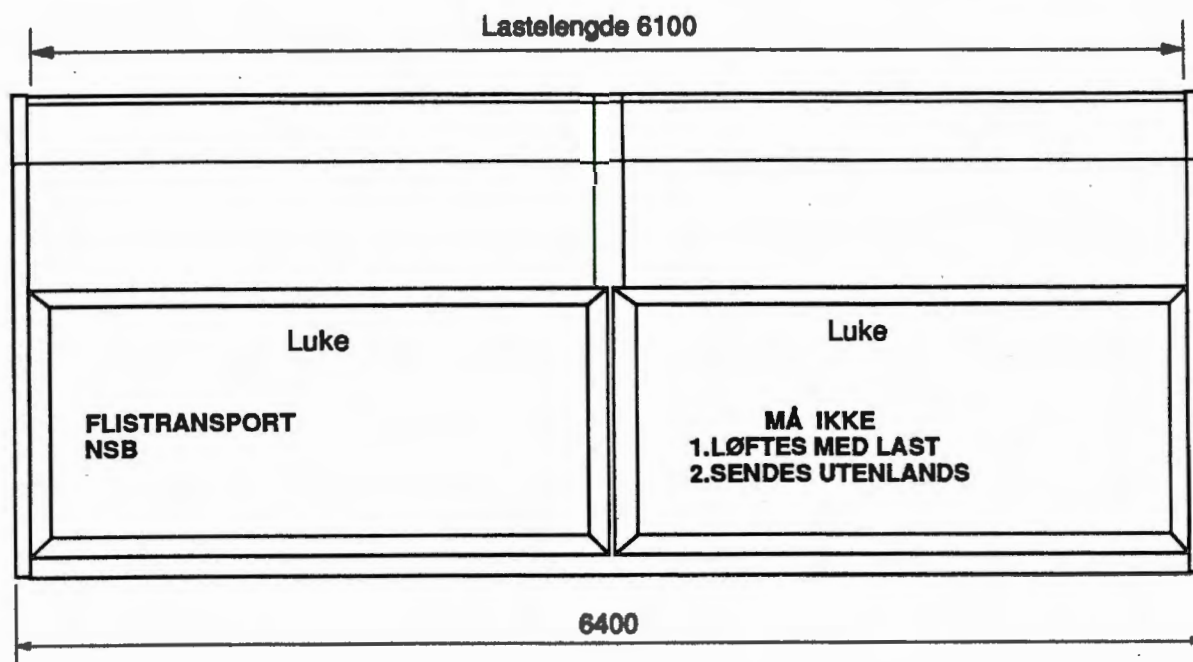 Lastelengde 6100
Luke
Luke
FLISTRANSPORT
NSB
MÅ IKKE
1.LØFTES MED LAST
2.SENDES UTENLANDS
6400